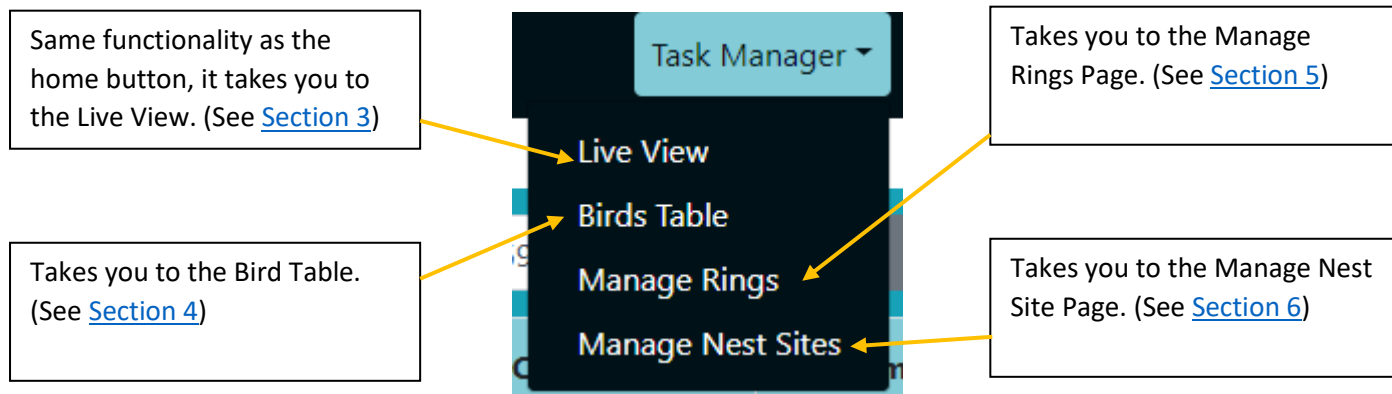 Same functionality as the
home button, it takes you to
the Live View. (See Section 3)
Takes you to the Bird Table.
(See Section 4)
Task Manager
Live View
Birds Table
Manage Rings
Manage Nest Sites
Takes you to the Manage
Rings Page. (See Section 5)
Takes you to the Manage Nest
Site Page. (See Section 6)